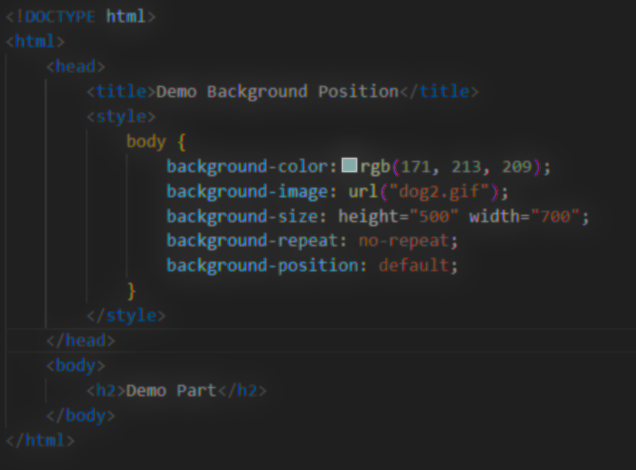 <!DOCTYPE html>
<html>
<head>
<title>Demo Background Position</title>
<style>
body {
background-color: rgb(171, 213, 209);
background-image: url("dog2.gif");
background-size: height="500" width="700";
background-repeat: no-repeat;
background-position: default;
}
</style>
</head>
<body>
<h2>Demo Part</h2>
</body>
</html>